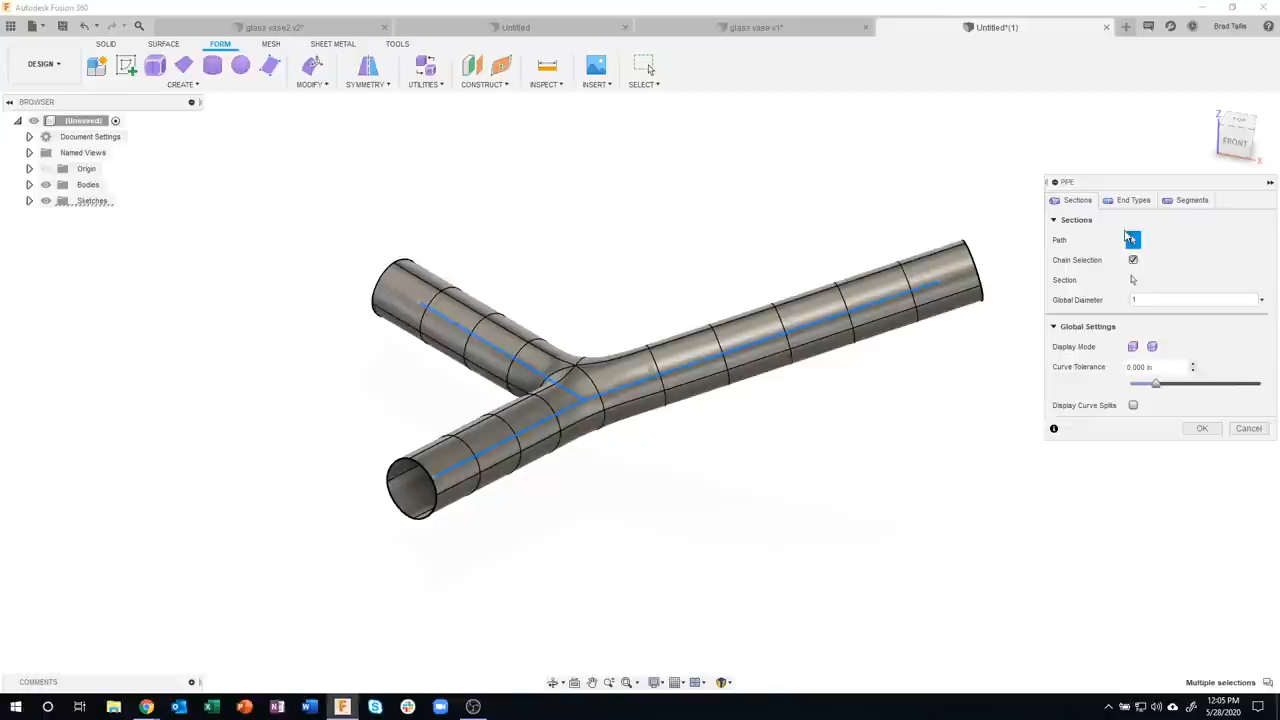 Autodesk Fusion 360
glass vase2 v2*
Untitled
glass vase v1*
Untitled*(1)
Brad Tallis
SOLID SURFACE FORM MESH SHEET METAL TOOLS
DESIGN
CREATE MODIFY SYMMETRY UTILITIES CONSTRUCT INSPECT INSERT SELECT
BROWSER
(Unsaved)
Document Settings
Named Views
Origin
Bodies
Sketches
Z
TOP
FRONT
X
PIPE
Sections End Types Segments
Sections
Path
Chain Selection
Section
Global Diameter 1
Global Settings
Display Mode
Curve Tolerance 0.000 in
Display Curve Splits
OK Cancel
COMMENTS
Multiple selections
12:05 PM
5/28/2020